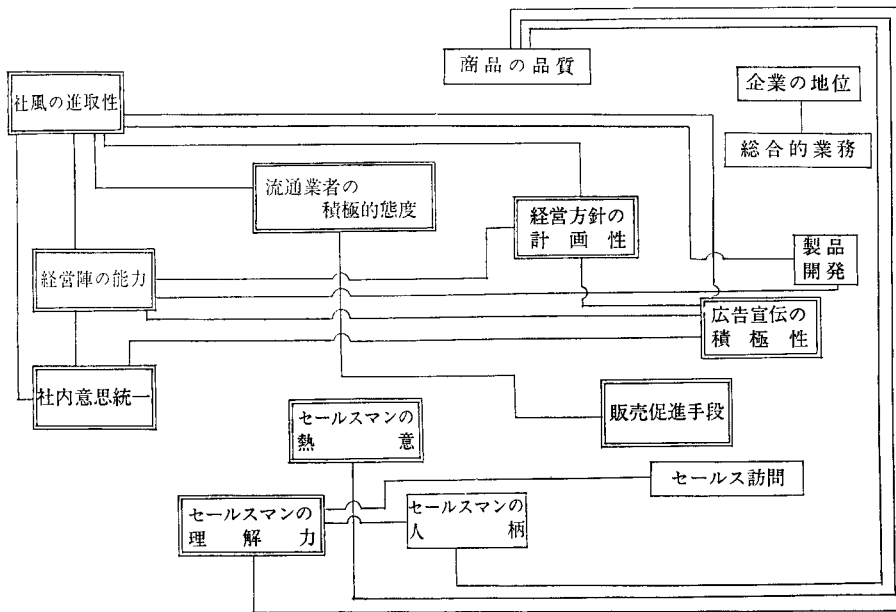 商品の品質
企業の地位
社風の進取性
総合的業務
流通業者の
積極的態度
経営方針の
計画性
製品
開発
経営陣の能力
広告宣伝の
積極性
社内意思統一
セールスマンの
熱意
販売促進手段
セールス訪問
セールスマンの
理解力
セールスマンの
人柄